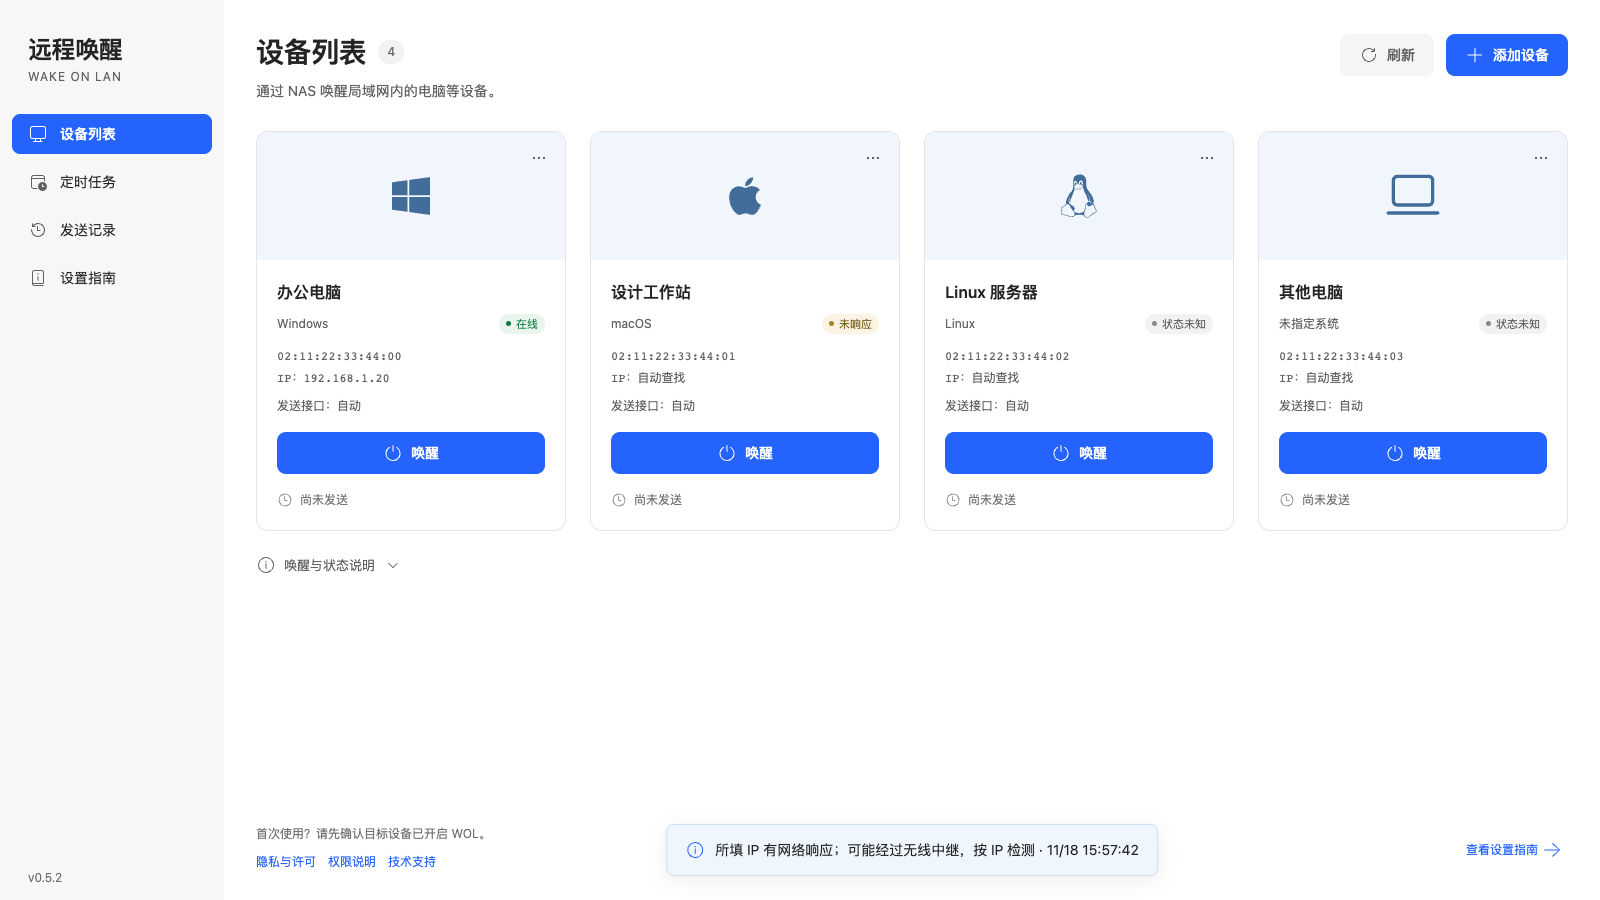 远程唤醒
WAKE ON LAN
设备列表
定时任务
发送记录
设置指南
v0.5.2
设备列表 4
通过 NAS 唤醒局域网内的电脑等设备。
刷新
添加设备
办公电脑
Windows 在线
02:11:22:33:44:00
IP：192.168.1.20
发送接口：自动
唤醒
尚未发送
设计工作站
macOS 未响应
02:11:22:33:44:01
IP：自动查找
发送接口：自动
唤醒
尚未发送
Linux 服务器
Linux 状态未知
02:11:22:33:44:02
IP：自动查找
发送接口：自动
唤醒
尚未发送
其他电脑
未指定系统 状态未知
02:11:22:33:44:03
IP：自动查找
发送接口：自动
唤醒
尚未发送
唤醒与状态说明
首次使用？请先确认目标设备已开启 WOL。
隐私与许可 权限说明 技术支持
所填 IP 有网络响应；可能经过无线中继，按 IP 检测 · 11/18 15:57:42
查看设置指南